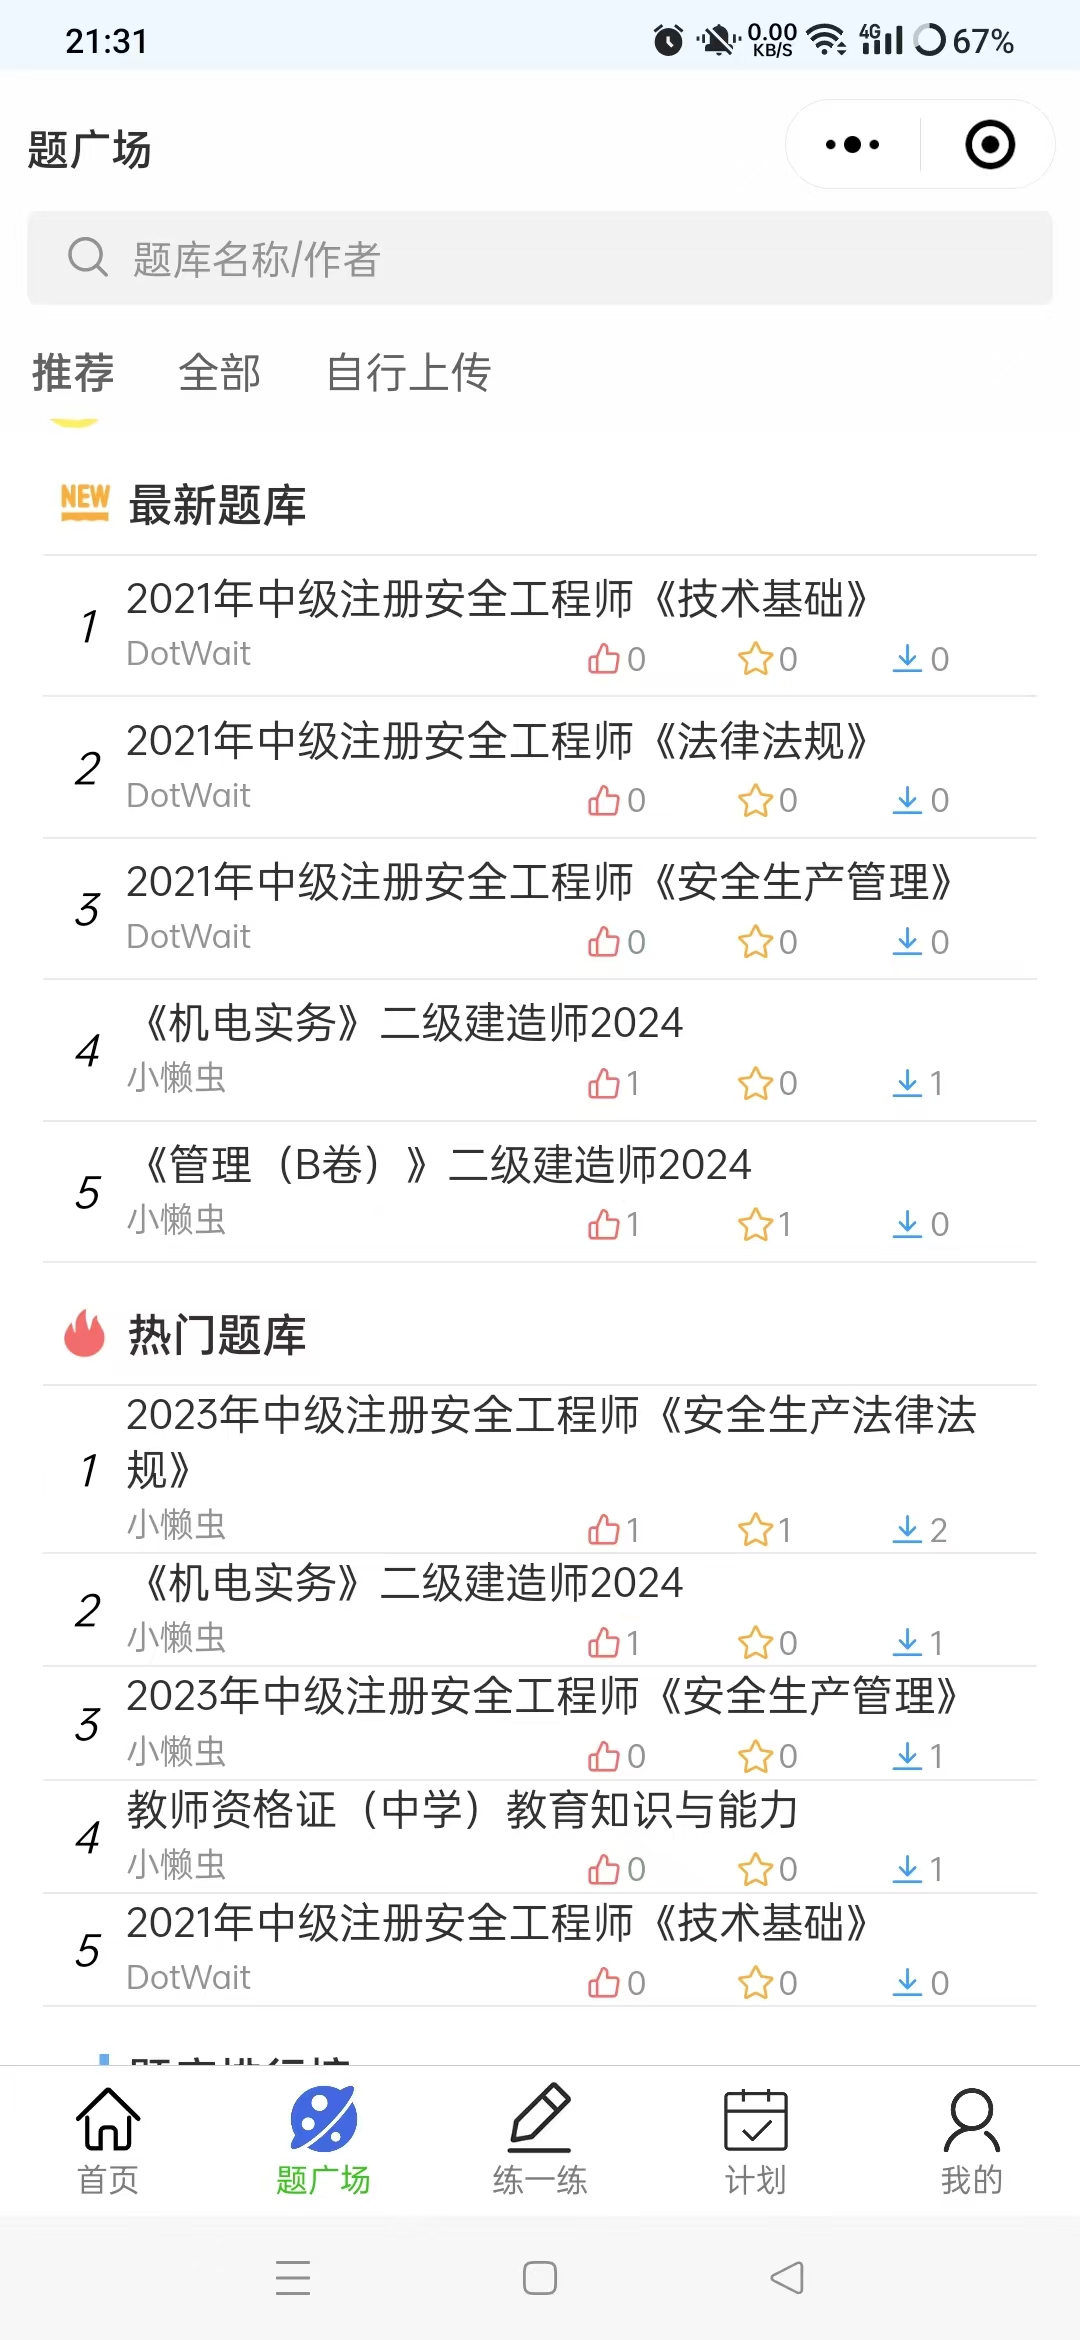 21:31
0.00
KB/S
4G
67%
题广场
题库名称/作者
推荐 全部 自行上传
NEW 最新题库
1 2021年中级注册安全工程师《技术基础》
DotWait 0 0 0
2 2021年中级注册安全工程师《法律法规》
DotWait 0 0 0
3 2021年中级注册安全工程师《安全生产管理》
DotWait 0 0 0
4 《机电实务》二级建造师2024
小懒虫 1 0 1
5 《管理（B卷）》二级建造师2024
小懒虫 1 1 0
热门题库
1 2023年中级注册安全工程师《安全生产法律法
规》
小懒虫 1 1 2
2 《机电实务》二级建造师2024
小懒虫 1 0 1
3 2023年中级注册安全工程师《安全生产管理》
小懒虫 0 0 1
4 教师资格证（中学）教育知识与能力
小懒虫 0 0 1
5 2021年中级注册安全工程师《技术基础》
DotWait 0 0 0
首页 题广场 练一练 计划 我的